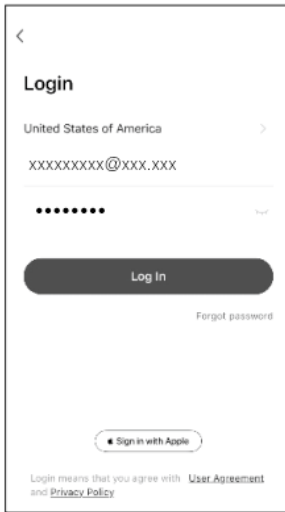 Login
United States of America
xxxxxxxxx@xxx.xxx
••••••••
Log In
Forgot password
Sign in with Apple
Login means that you agree with User Agreement
and Privacy Policy